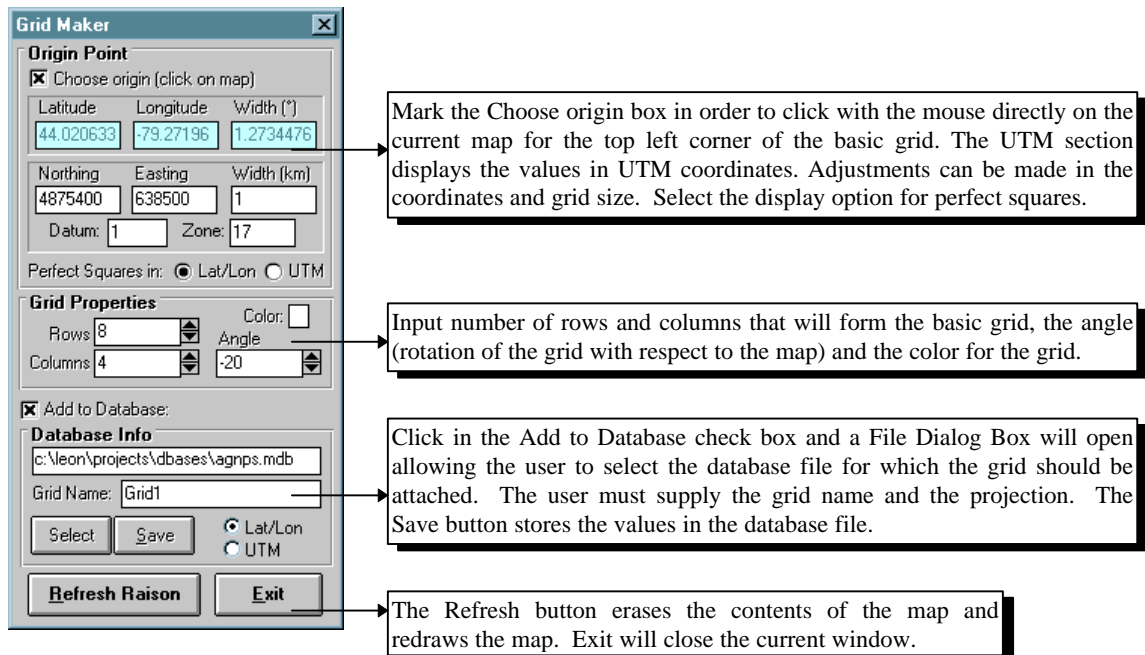 Grid Maker
Origin Point
Choose origin (click on map)
Latitude Longitude Width (°)
44.020633 -79.27196 1.2734476
Northing Easting Width (km)
4875400 638500 1
Datum: 1 Zone: 17
Perfect Squares in: Lat/Lon UTM
Grid Properties
Color:
Rows 8
Angle
Columns 4 -20
Add to Database:
Database Info
c:\leon\projects\dbases\agnps.mdb
Grid Name: Grid1
Select Save Lat/Lon
UTM
Refresh Raison Exit
Mark the Choose origin box in order to click with the mouse directly on the
current map for the top left corner of the basic grid. The UTM section
displays the values in UTM coordinates. Adjustments can be made in the
coordinates and grid size. Select the display option for perfect squares.
Input number of rows and columns that will form the basic grid, the angle
(rotation of the grid with respect to the map) and the color for the grid.
Click in the Add to Database check box and a File Dialog Box will open
allowing the user to select the database file for which the grid should be
attached. The user must supply the grid name and the projection. The
Save button stores the values in the database file.
The Refresh button erases the contents of the map and
redraws the map. Exit will close the current window.